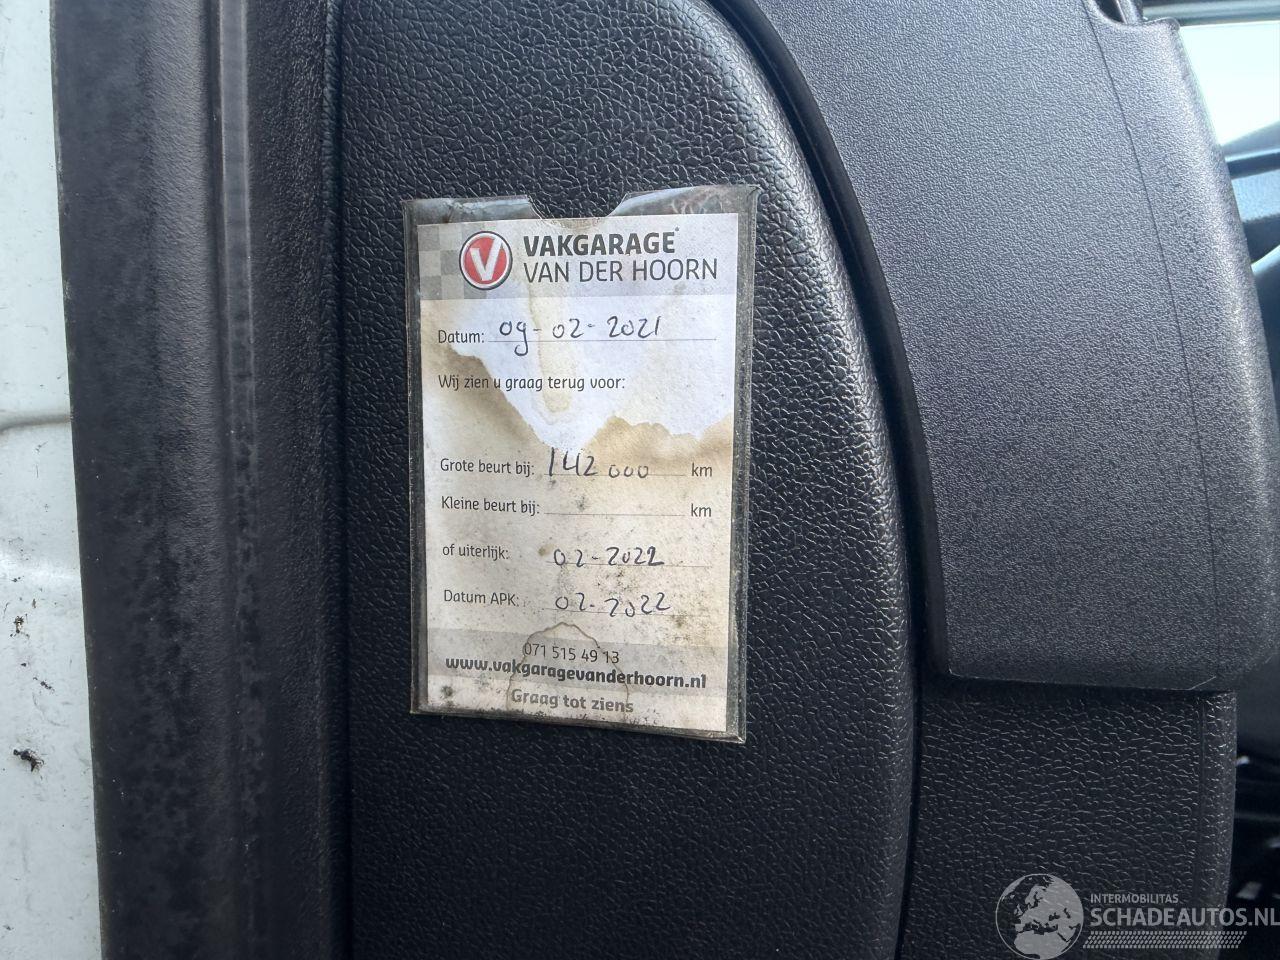 V VAKGARAGE®
VAN DER HOORN
Datum: 09-02-2021
Wij zien u graag terug voor:
Grote beurt bij: 142 000 km
Kleine beurt bij: km
of uiterlijk: 02-2022
Datum APK: 02-2022
071 515 49 13
www.vakgaragevanderhoorn.nl
Graag tot ziens
INTERMOBILITAS
SCHADEAUTOS.NL